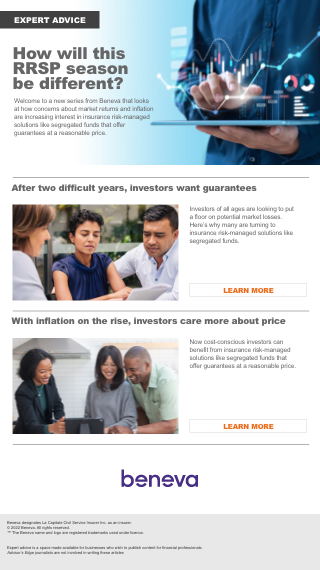 EXPERT ADVICE
How will this
RRSP season
be different?
Welcome to a new series from Beneva that looks
at how concerns about market returns and inflation
are increasing interest in insurance risk-managed
solutions like segregated funds that offer
guarantees at a reasonable price.
After two difficult years, investors want guarantees
Investors of all ages are looking to put
a floor on potential market losses.
Here's why many are turning to
insurance risk-managed solutions like
segregated funds.
LEARN MORE
With inflation on the rise, investors care more about price
Now cost-conscious investors can
benefit from insurance risk-managed
solutions like segregated funds that
offer guarantees at a reasonable price.
LEARN MORE
beneva
Beneva designates La Capitale Civil Service Insurer Inc. as an insurer.
© 2022 Beneva. All rights reserved.
™ The Beneva name and logo are registered trademarks used under licence.
Expert advice is a space made available for businesses who wish to publish content for financial professionals.
Advisor's Edge journalists are not involved in writing these articles.